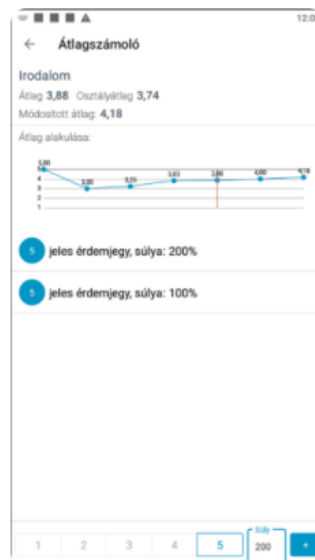 12:0
Átlagszámoló
Irodalom
Átlag 3,88 Osztályátlag 3,74
Módosított átlag: 4,18
Átlag alakulása:
5,00 3,00 3,25 3,83 3,88 4,00 4,18
5
4
3
2
1
5 jeles érdemjegy, súlya: 200%
5 jeles érdemjegy, súlya: 100%
Súly
1 2 3 4 5 200 +